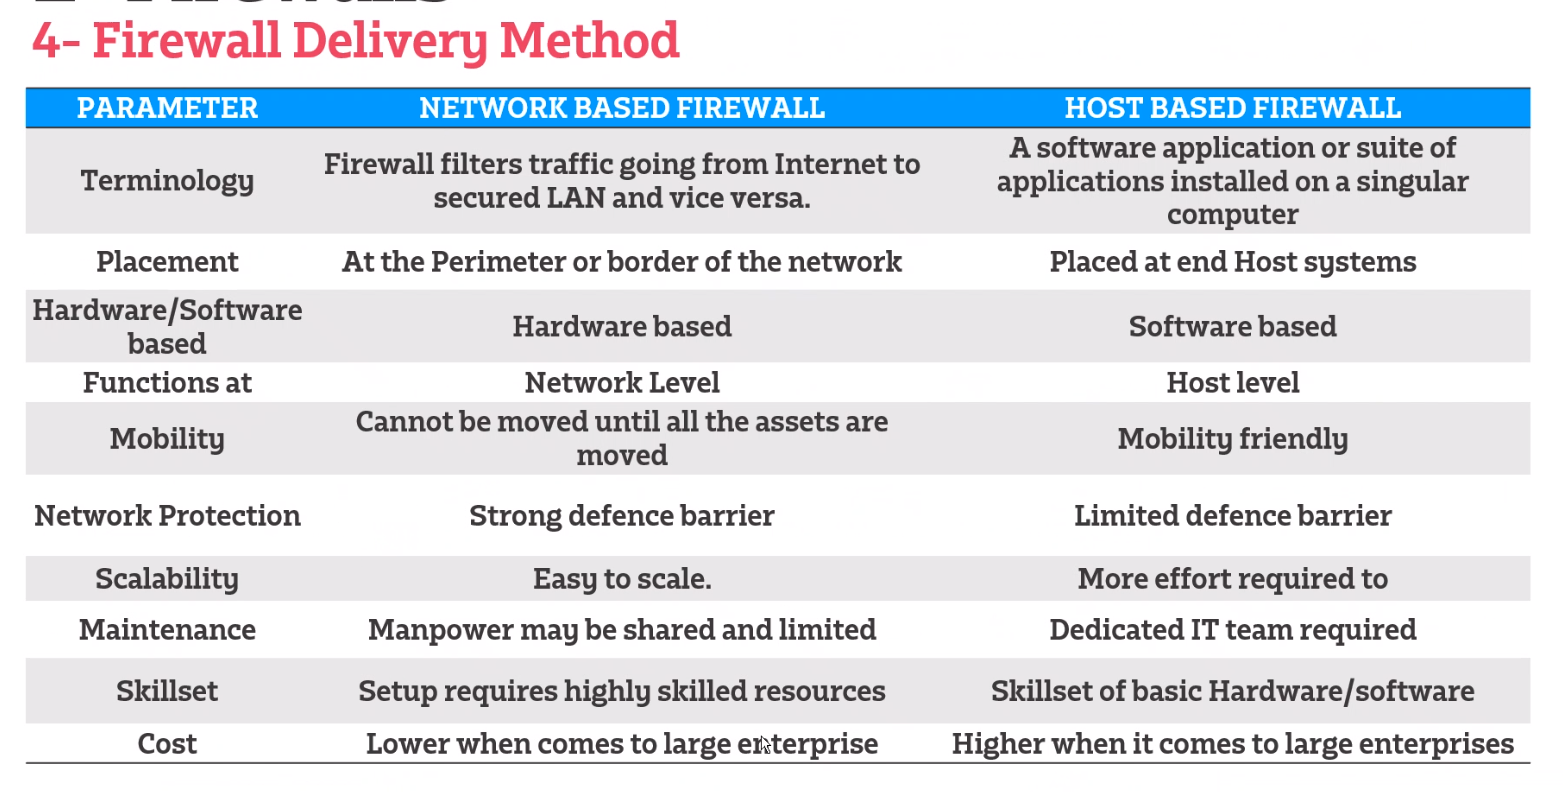 4- Firewall Delivery Method
PARAMETER NETWORK BASED FIREWALL HOST BASED FIREWALL
Terminology
Firewall filters traffic going from Internet to
secured LAN and vice versa.
A software application or suite of
applications installed on a singular
computer
Placement At the Perimeter or border of the network Placed at end Host systems
Hardware/Software
based
Hardware based Software based
Functions at Network Level Host level
Mobility
Cannot be moved until all the assets are
moved
Mobility friendly
Network Protection Strong defence barrier Limited defence barrier
Scalability Easy to scale. More effort required to
Maintenance Manpower may be shared and limited Dedicated IT team required
Skillset Setup requires highly skilled resources Skillset of basic Hardware/software
Cost Lower when comes to large enterprise Higher when it comes to large enterprises